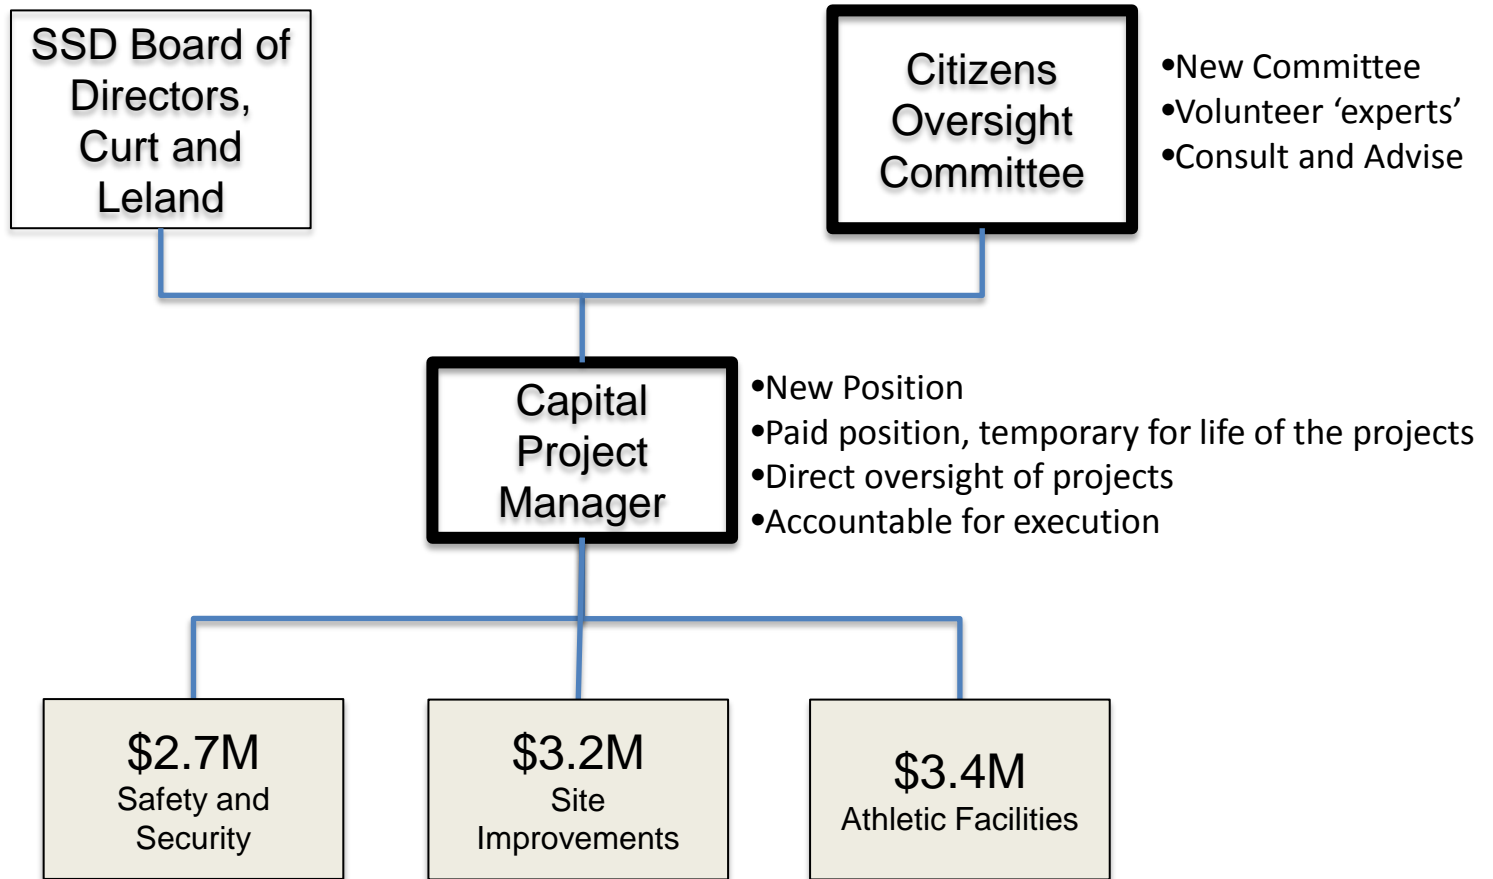 SSD Board of
Directors,
Curt and
Leland
Citizens
Oversight
Committee
•New Committee
•Volunteer ‘experts’
•Consult and Advise
Capital
Project
Manager
•New Position
•Paid position, temporary for life of the projects
•Direct oversight of projects
•Accountable for execution
$2.7M
Safety and
Security
$3.2M
Site
Improvements
$3.4M
Athletic Facilities